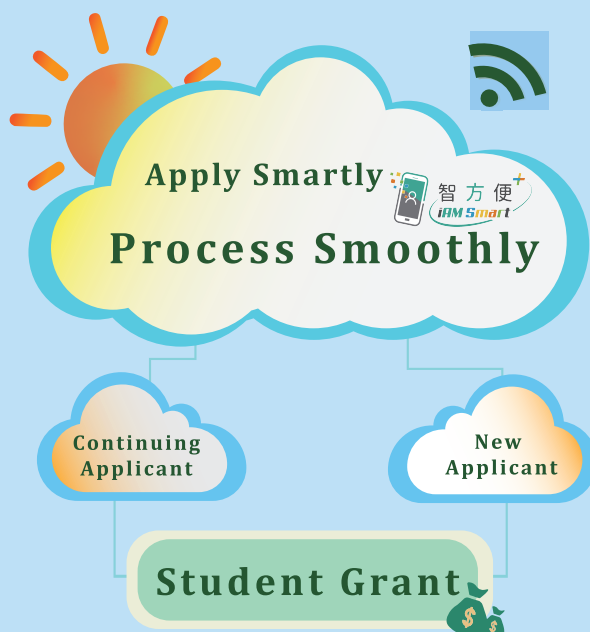 Apply Smartly
智方便
iAM Smart
Process Smoothly
Continuing
Applicant
New
Applicant
Student Grant
$
$